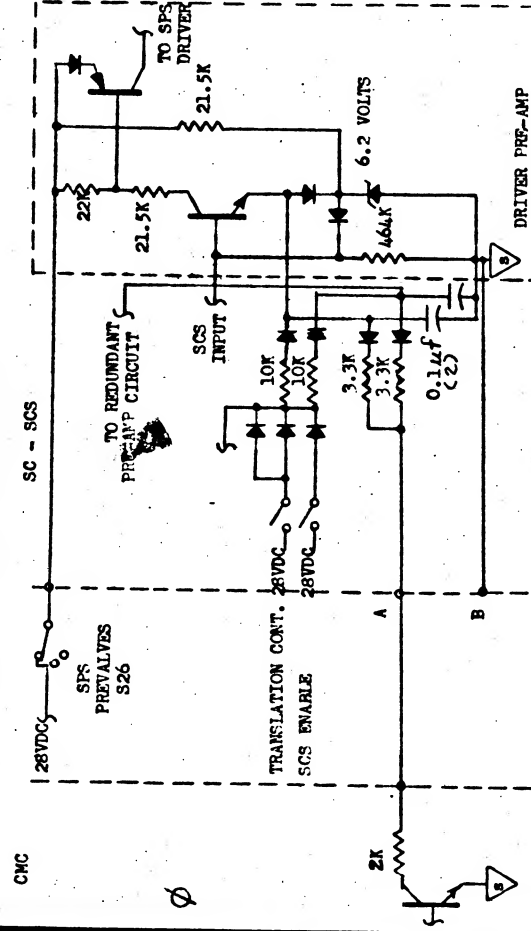 CMC
28VDC
SPS
PREVALVES
S26
SC - SCS
TO REDUNDANT
PRE-AMP CIRCUIT
SCS
INPUT
22K
21.5K
TO SPS
DRIVER
21.5K
6.2 VOLTS
464K
10K
10K
3.3K
3.3K
0.1uf
(2)
TRANSLATION CONT. 28VDC
SCS ENABLE 28VDC
A
B
2K
Ø
s
s
DRIVER PRE-AMP